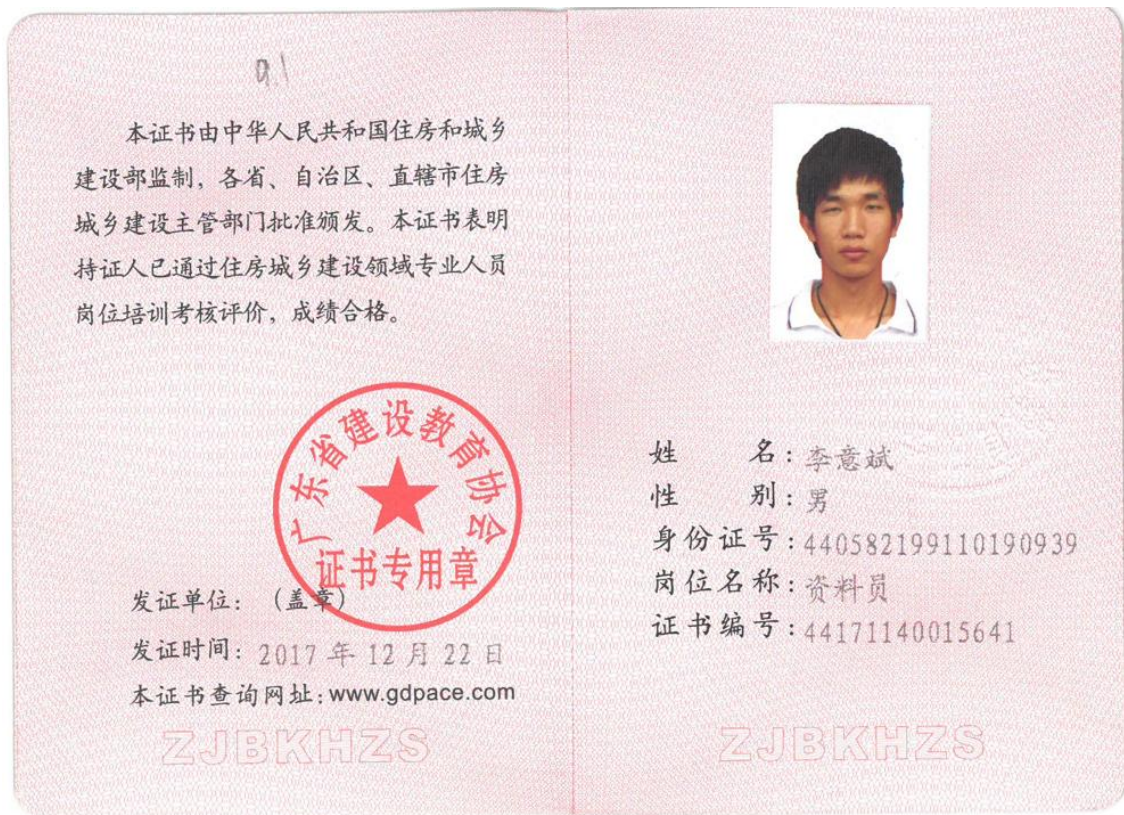 9.1
本证书由中华人民共和国住房和城乡
建设部监制，各省、自治区、直辖市住房
城乡建设主管部门批准颁发。本证书表明
持证人已通过住房城乡建设领域专业人员
岗位培训考核评价，成绩合格。
广东省建设教育协会
证书专用章
发证单位：（盖章）
发证时间：2017 年 12 月 22 日
本证书查询网址：www.gdpace.com
ZJBKHZS
姓　　名：李意斌
性　　别：男
身份证号：440582199110190939
岗位名称：资料员
证书编号：44171140015641
ZJBKHZS